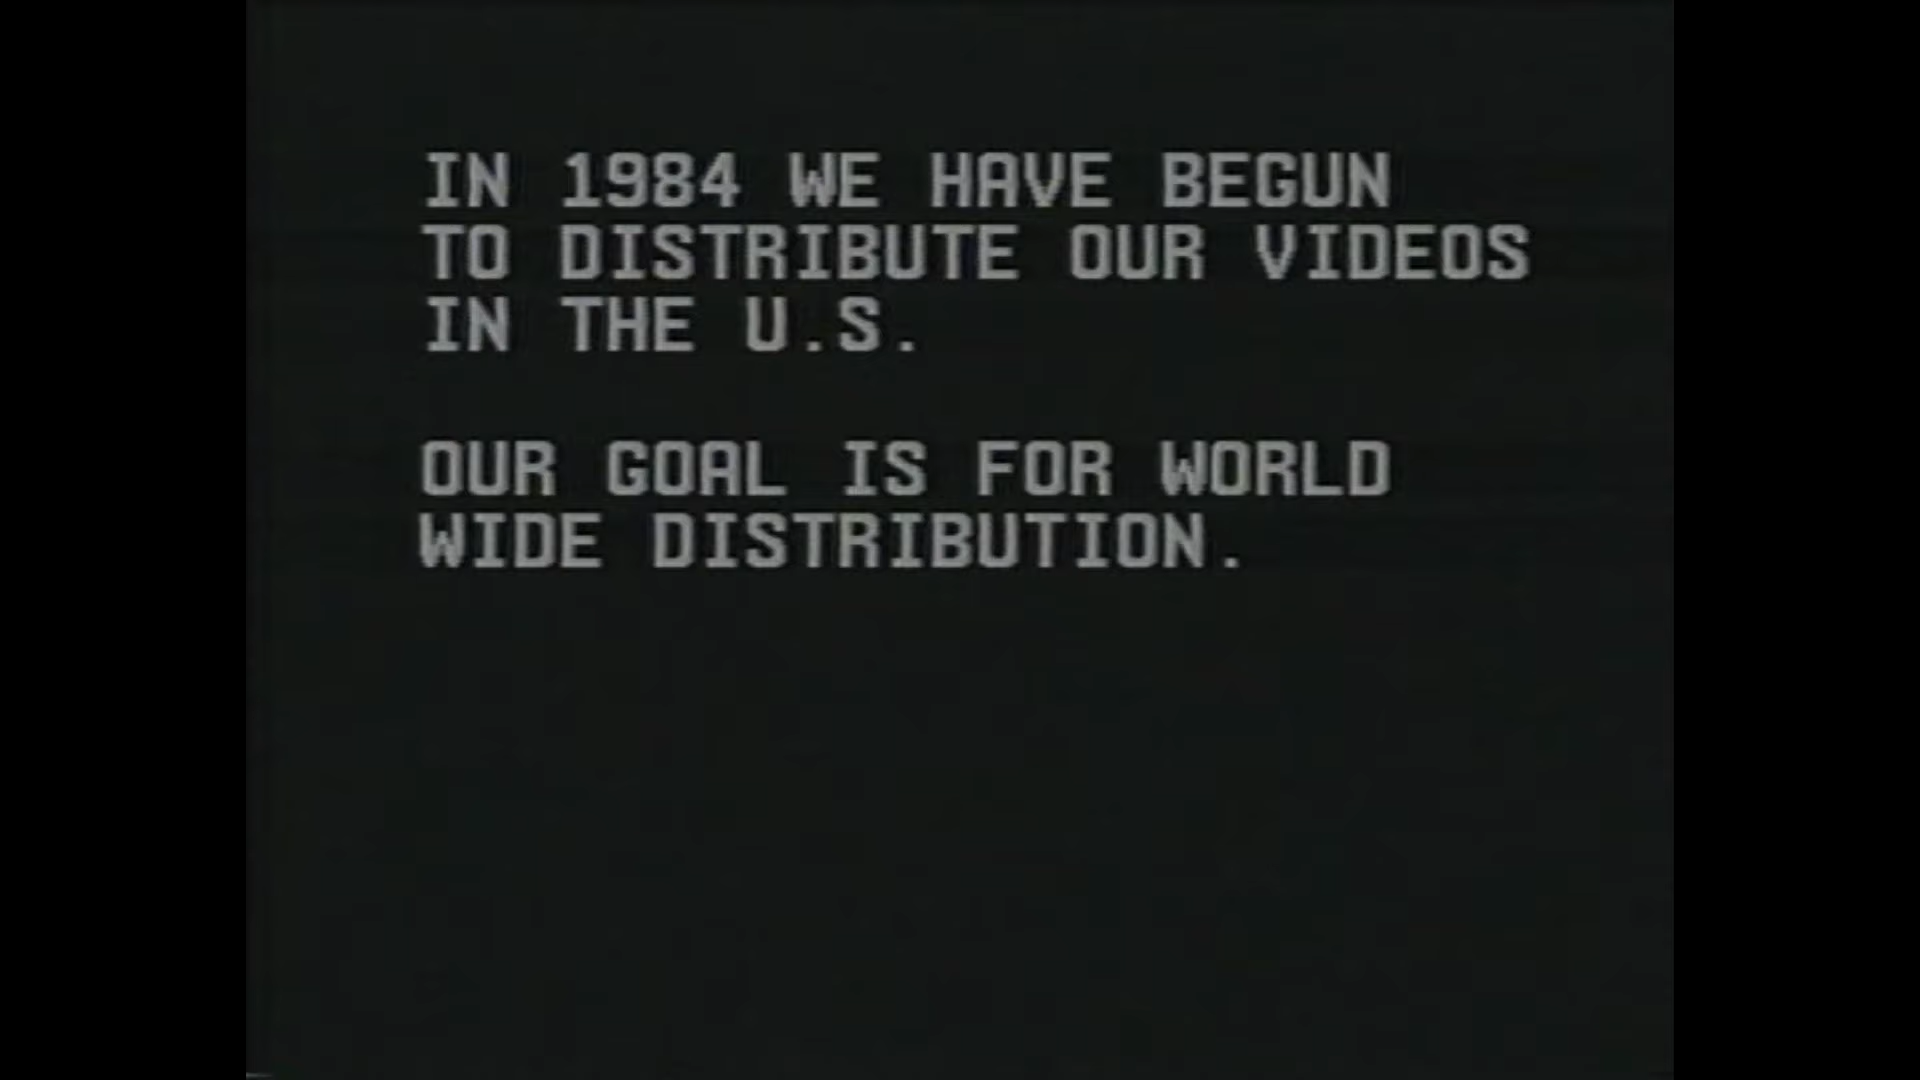 IN 1984 WE HAVE BEGUN
TO DISTRIBUTE OUR VIDEOS
IN THE U.S.
OUR GOAL IS FOR WORLD
WIDE DISTRIBUTION.